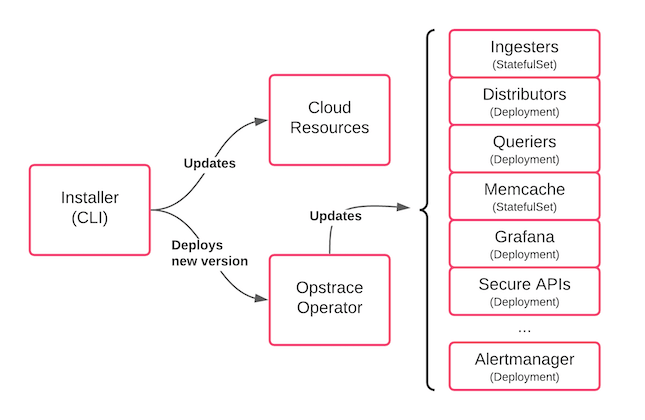 Installer
(CLI)
Updates
Deploys
new version
Cloud
Resources
Opstrace
Operator
Updates
Ingesters
(StatefulSet)
Distributors
(Deployment)
Queriers
(Deployment)
Memcache
(StatefulSet)
Grafana
(Deployment)
Secure APIs
(Deployment)
...
Alertmanager
(Deployment)